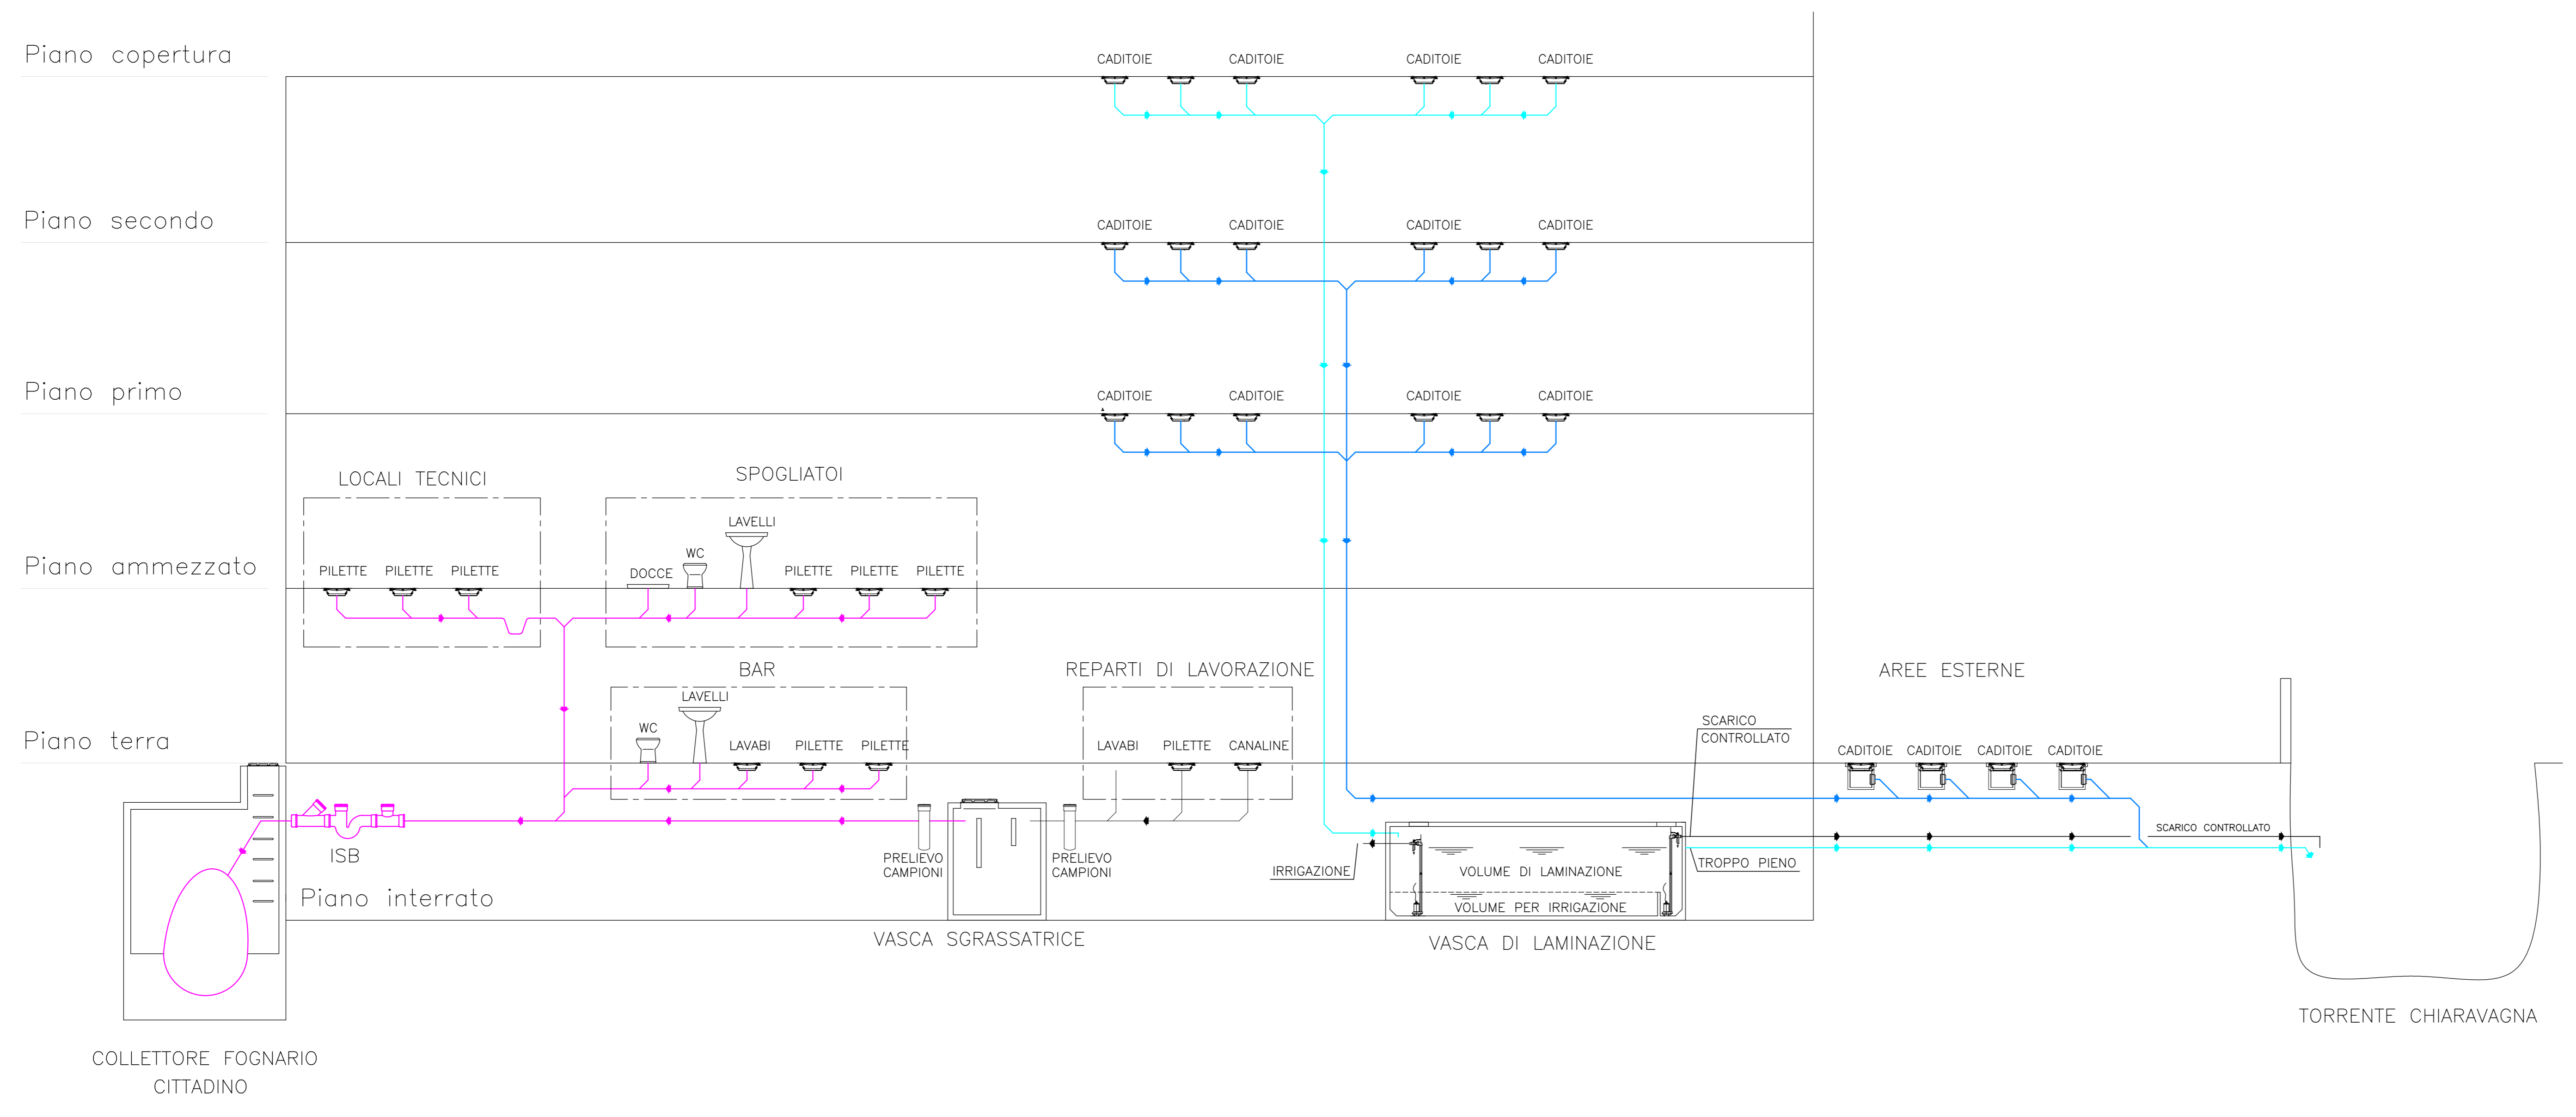 Piano copertura
CADITOIE CADITOIE CADITOIE CADITOIE
Piano secondo
CADITOIE CADITOIE CADITOIE CADITOIE
Piano primo
CADITOIE CADITOIE CADITOIE CADITOIE
LOCALI TECNICI
SPOGLIATOI
LAVELLI
WC
Piano ammezzato
PILETTE PILETTE PILETTE
DOCCE
PILETTE PILETTE PILETTE
BAR
REPARTI DI LAVORAZIONE
AREE ESTERNE
LAVELLI
WC
Piano terra
LAVABI PILETTE PILETTE
LAVABI PILETTE CANALINE
SCARICO
CONTROLLATO
CADITOIE CADITOIE CADITOIE CADITOIE
SCARICO CONTROLLATO
ISB
PRELIEVO
CAMPIONI
PRELIEVO
CAMPIONI
IRRIGAZIONE
VOLUME DI LAMINAZIONE
TROPPO PIENO
Piano interrato
VOLUME PER IRRIGAZIONE
VASCA SGRASSATRICE
VASCA DI LAMINAZIONE
TORRENTE CHIARAVAGNA
COLLETTORE FOGNARIO
CITTADINO